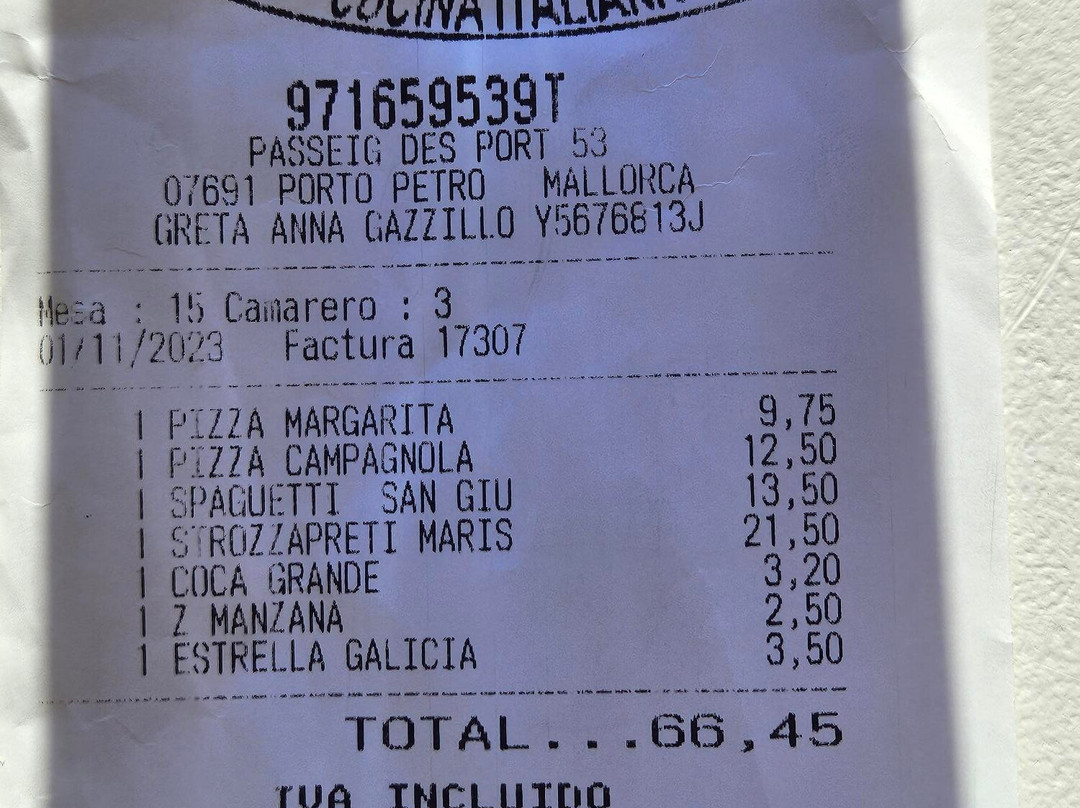 COCINA ITALIANA
971659539T
PASSEIG DES PORT 53
07691 PORTO PETRO MALLORCA
GRETA ANNA GAZZILLO Y5676813J
Mesa : 15 Camarero : 3
01/11/2023 Factura 17307
1 PIZZA MARGARITA 9,75
1 PIZZA CAMPAGNOLA 12,50
1 SPAGUETTI SAN GIU 13,50
1 STROZZAPRETI MARIS 21,50
1 COCA GRANDE 3,20
1 Z MANZANA 2,50
1 ESTRELLA GALICIA 3,50
TOTAL...66,45
IVA INCLUIDO